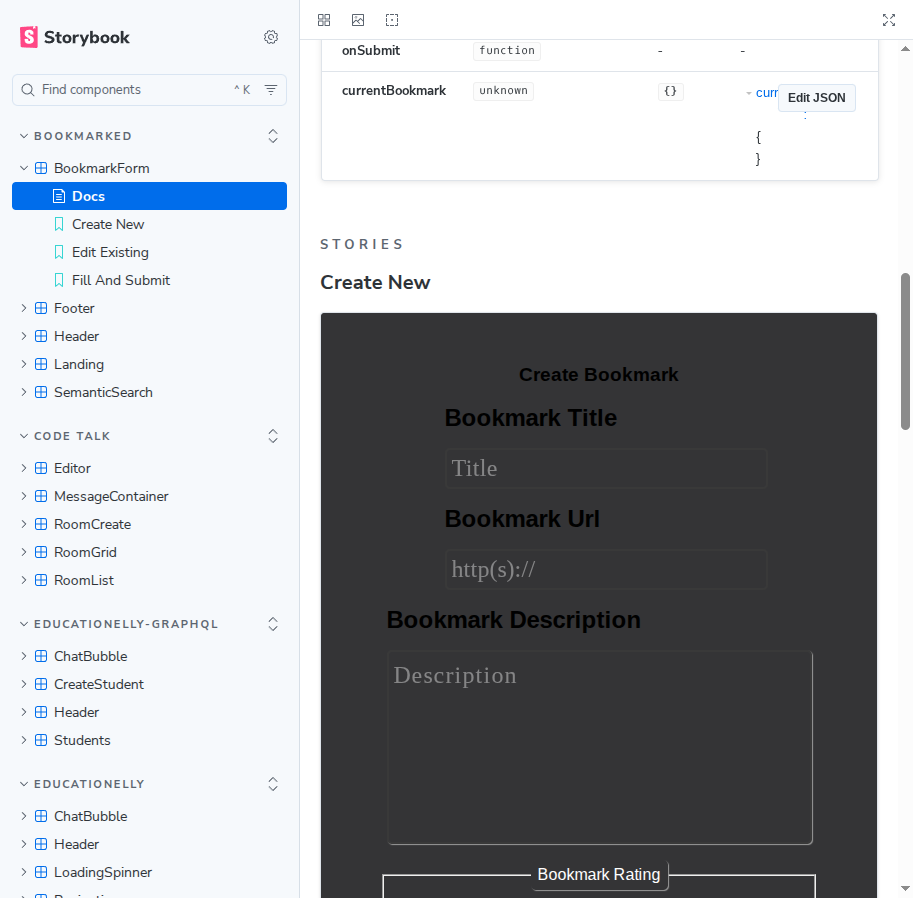 Storybook
Find components
^ K
BOOKMARKED
BookmarkForm
Docs
Create New
Edit Existing
Fill And Submit
Footer
Header
Landing
SemanticSearch
CODE TALK
Editor
MessageContainer
RoomCreate
RoomGrid
RoomList
EDUCATIONELLY-GRAPHQL
ChatBubble
CreateStudent
Header
Students
EDUCATIONELLY
ChatBubble
Header
LoadingSpinner
onSubmit function - -
currentBookmark unknown {} curr Edit JSON
:
{
}
STORIES
Create New
Create Bookmark
Bookmark Title
Title
Bookmark Url
http(s)://
Bookmark Description
Description
Bookmark Rating